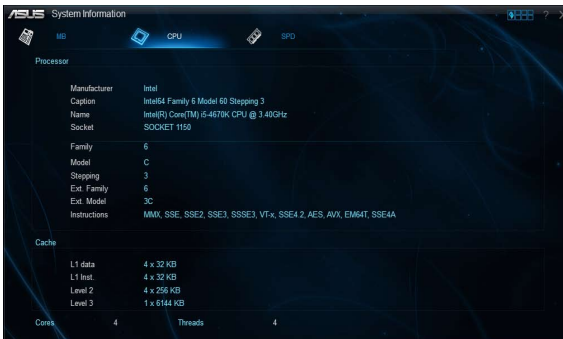 ASUS System Information ?
MB CPU SPD
Processor
Manufacturer Intel
Caption Intel64 Family 6 Model 60 Stepping 3
Name Intel(R) Core(TM) i5-4670K CPU @ 3.40GHz
Socket SOCKET 1150
Family 6
Model C
Stepping 3
Ext. Family 6
Ext. Model 3C
Instructions MMX, SSE, SSE2, SSE3, SSSE3, VT-x, SSE4.2, AES, AVX, EM64T, SSE4A
Cache
L1 data 4 x 32 KB
L1 Inst. 4 x 32 KB
Level 2 4 x 256 KB
Level 3 1 x 6144 KB
Cores 4 Threads 4